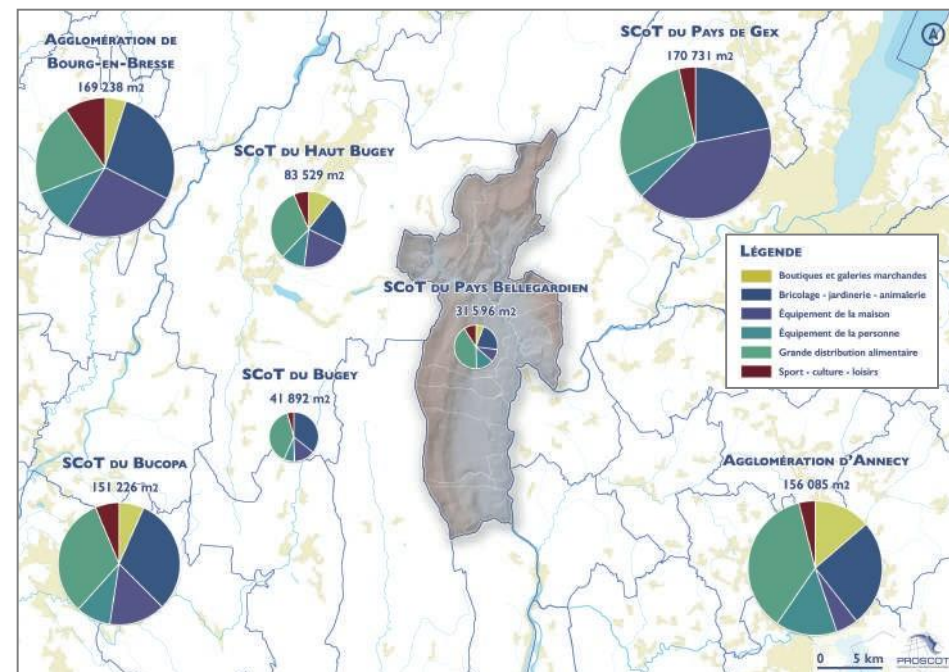 Agglomération de
Bourg-en-Bresse
169 238 m2
SCoT du Pays de Gex
170 731 m2
SCoT du Haut Bugey
83 529 m2
SCoT du Pays Bellegardien
31 596 m2
Légende
Boutiques et galeries marchandes
Bricolage - jardinerie - animalerie
Équipement de la maison
Équipement de la personne
Grande distribution alimentaire
Sport - culture - loisirs
SCoT du Bugey
41 892 m2
SCoT du Bucopa
151 226 m2
Agglomération d'Annecy
156 085 m2
0 5 km
PROSCOT